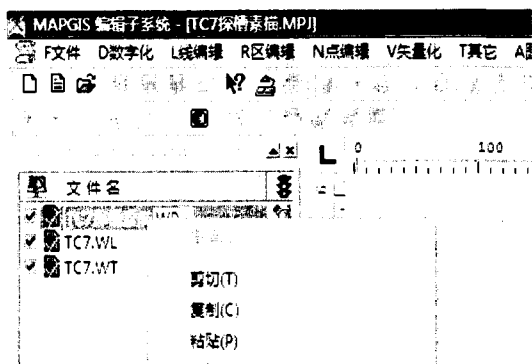 MAPGIS 编辑子系统 - [TC7探槽素描.MPJ]
F文件 D数字化 L线编辑 R区编辑 N点编辑 V矢量化 T其它
0 100
文件名
TC7.WL
TC7.WT
剪切(T)
复制(C)
粘贴(P)